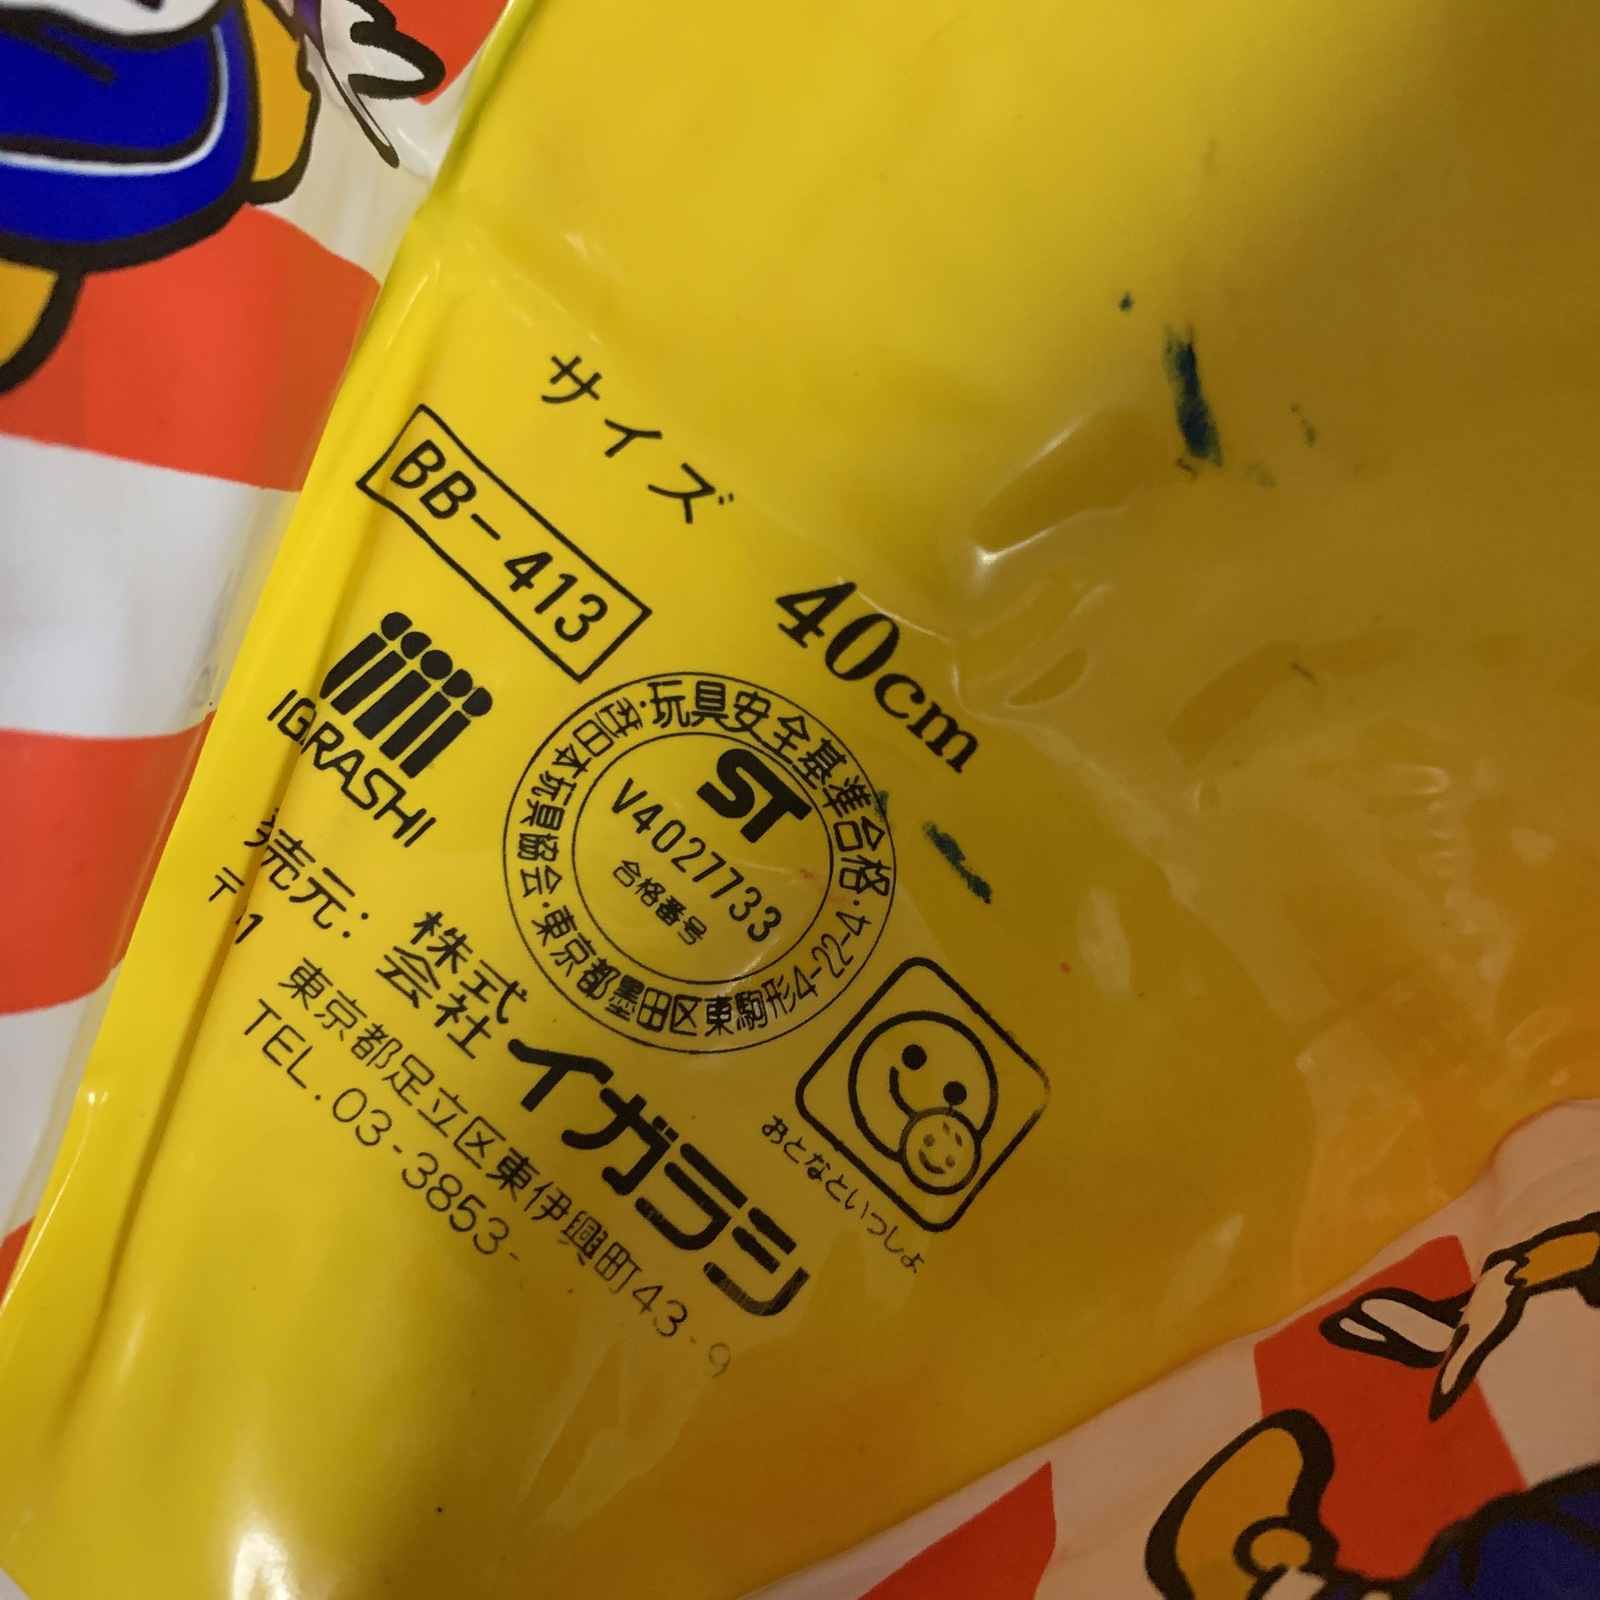 サイズ 40cm
BB-413
IGRASHI
玩具安全基準合格・
社日本玩具協会・東京都墨田区東駒形4-22-4
ST
V4027733
合格番号
発売元：株式会社イガラシ
東京都足立区東伊興町43-9
TEL.03-3853-
おとなといっしょ